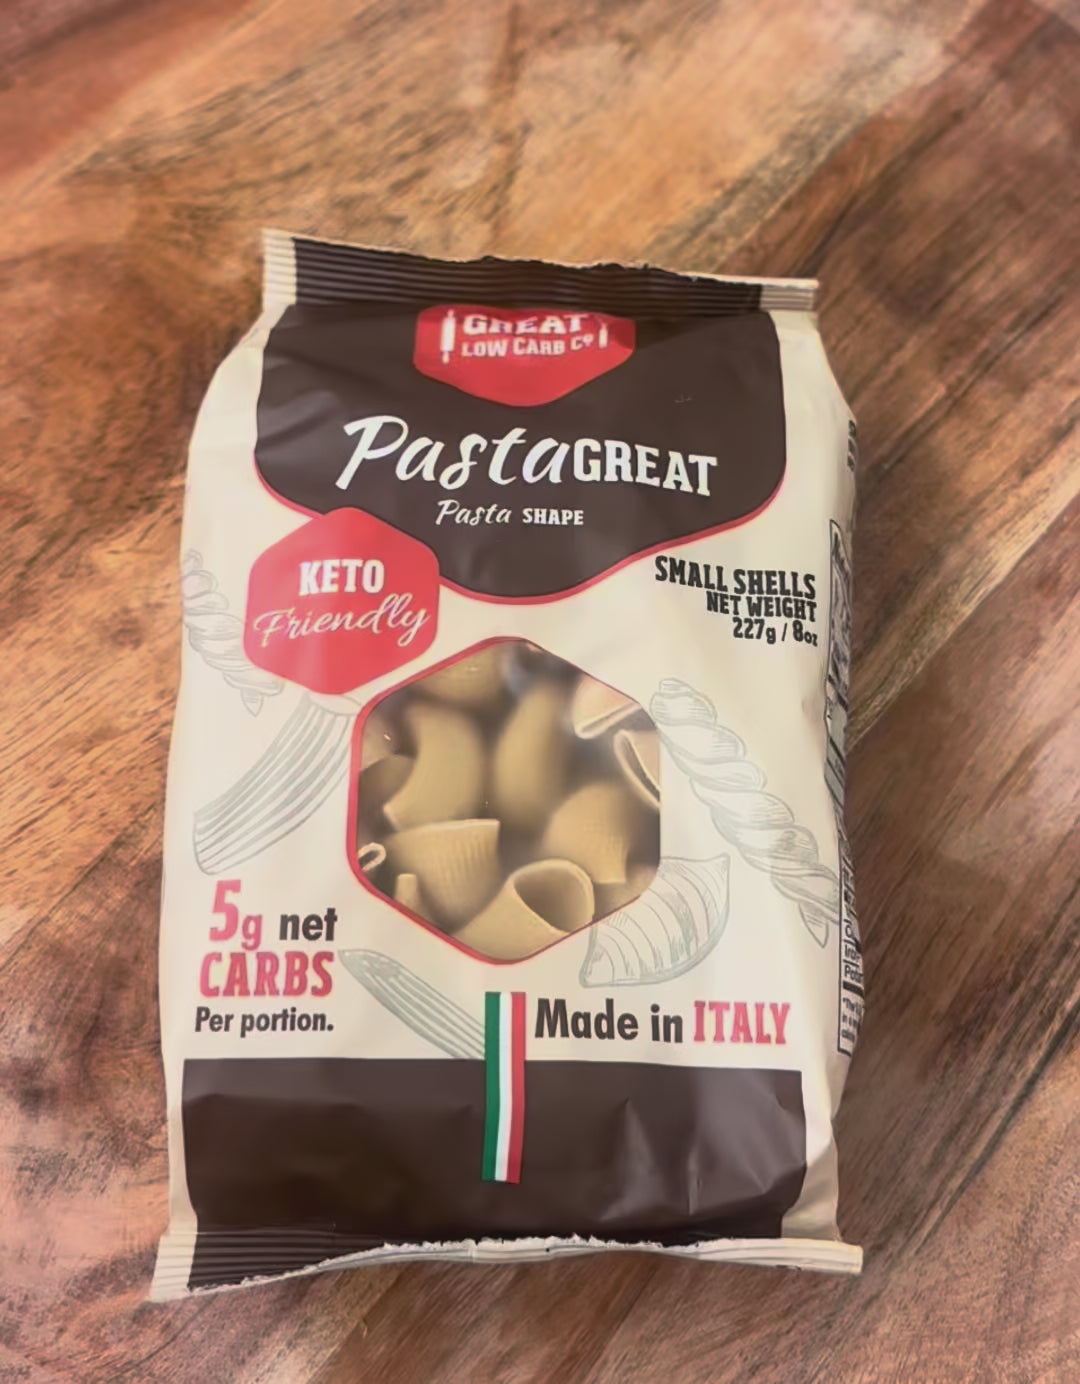 GREAT
LOW CARB Cº
PastaGREAT
Pasta SHAPE
KETO
Friendly
SMALL SHELLS
NET WEIGHT
227g / 8oz
5g net
CARBS
Per portion.
Made in ITALY